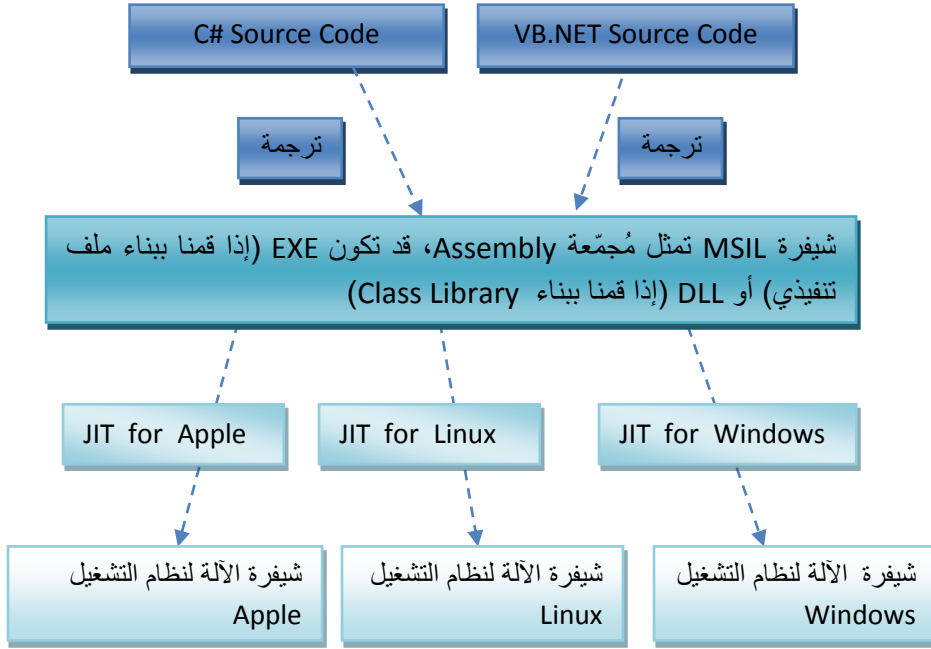 C# Source Code
VB.NET Source Code
ترجمة
ترجمة
شيفرة MSIL تمثل مُجمّعة Assembly، قد تكون EXE (إذا قمنا ببناء ملف
تنفيذي) أو DLL (إذا قمنا ببناء Class Library)
JIT for Apple
JIT for Linux
JIT for Windows
شيفرة الآلة لنظام التشغيل
Apple
شيفرة الآلة لنظام التشغيل
Linux
شيفرة الآلة لنظام التشغيل
Windows